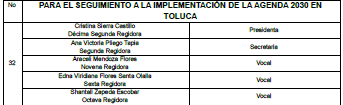 No
PARA EL SEGUIMIENTO A LA IMPLEMENTACIÓN DE LA AGENDA 2030 EN
TOLUCA
32
Cristina Sierra Castillo
Décima Segunda Regidora
Presidenta
Ana Victoria Pliego Tapia
Segunda Regidora
Secretaria
Araceli Mendoza Flores
Novena Regidora
Vocal
Edna Viridiana Flores Santa Olalla
Sexta Regidora
Vocal
Shantall Zepeda Escobar
Octava Regidora
Vocal